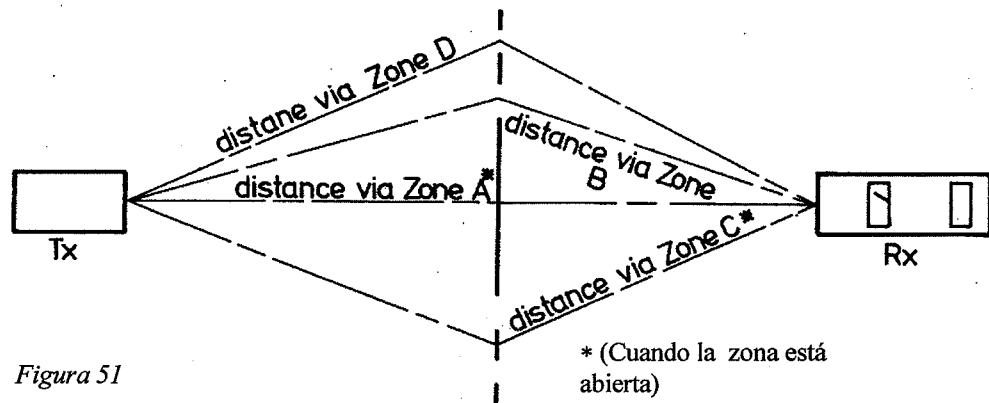 distane via Zone D
distance via Zone
B
distance via Zone A*
distance via Zone C*
Tx
Rx
* (Cuando la zona está
abierta)
Figura 51